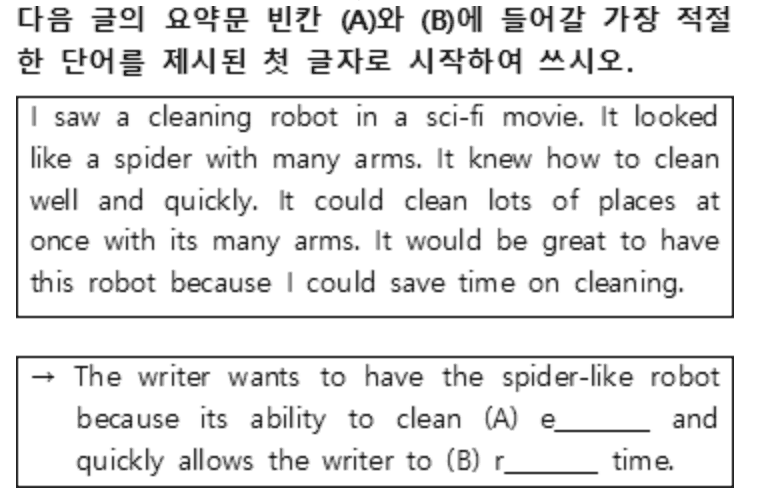 다음 글의 요약문 빈칸 (A)와 (B)에 들어갈 가장 적절
한 단어를 제시된 첫 글자로 시작하여 쓰시오.
I saw a cleaning robot in a sci-fi movie. It looked
like a spider with many arms. It knew how to clean
well and quickly. It could clean lots of places at
once with its many arms. It would be great to have
this robot because I could save time on cleaning.
→ The writer wants to have the spider-like robot
because its ability to clean (A) e_______ and
quickly allows the writer to (B) r_______ time.